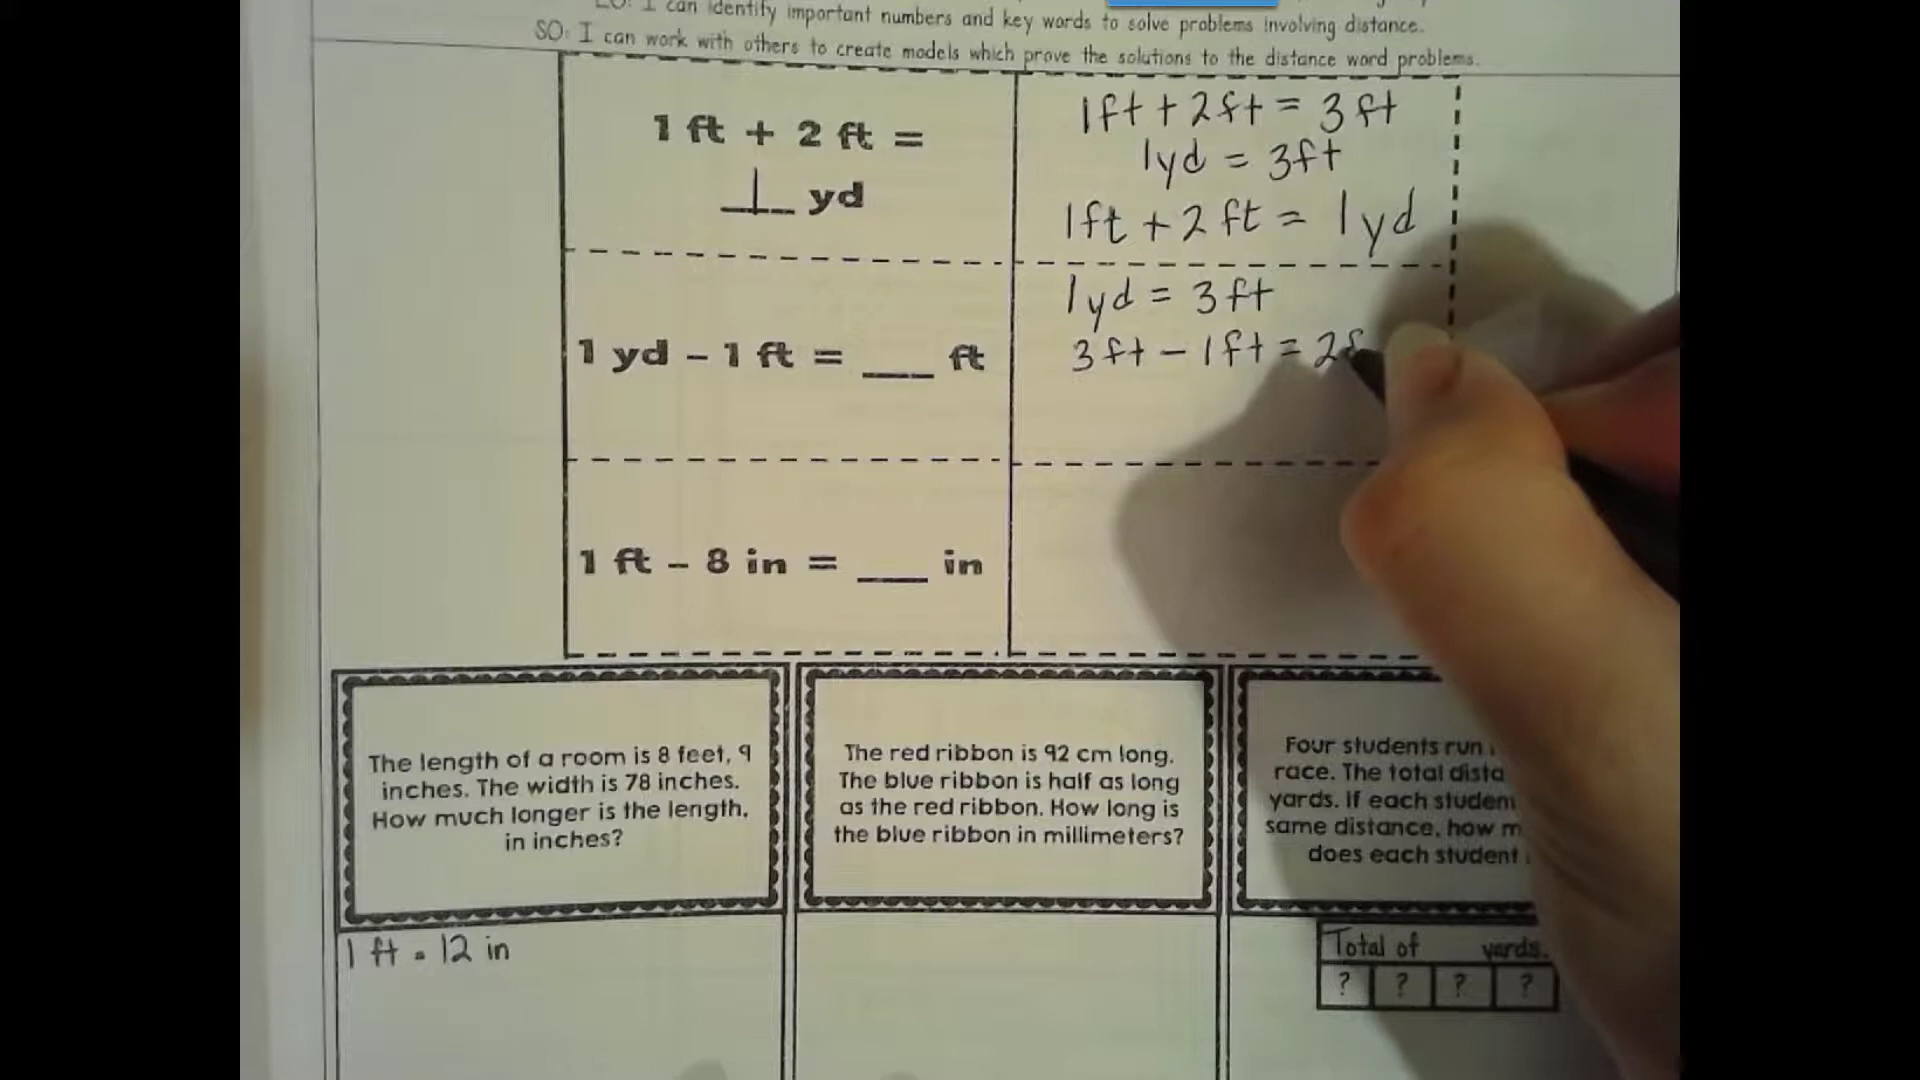 I can identify important numbers and key words to solve problems involving distance.
SO: I can work with others to create models which prove the solutions to the distance word problems.
1 ft + 2 ft =
1 yd
1ft + 2ft = 3ft
1yd = 3ft
1ft + 2ft = 1yd
1 yd - 1 ft = ___ ft
1yd = 3ft
3ft - 1ft = 2f
1 ft - 8 in = ___ in
The length of a room is 8 feet, 9
inches. The width is 78 inches.
How much longer is the length,
in inches?
1 ft = 12 in
The red ribbon is 92 cm long.
The blue ribbon is half as long
as the red ribbon. How long is
the blue ribbon in millimeters?
Four students run
race. The total dista
yards. If each studen
same distance, how m
does each student
Total of yards.
? ? ? ?